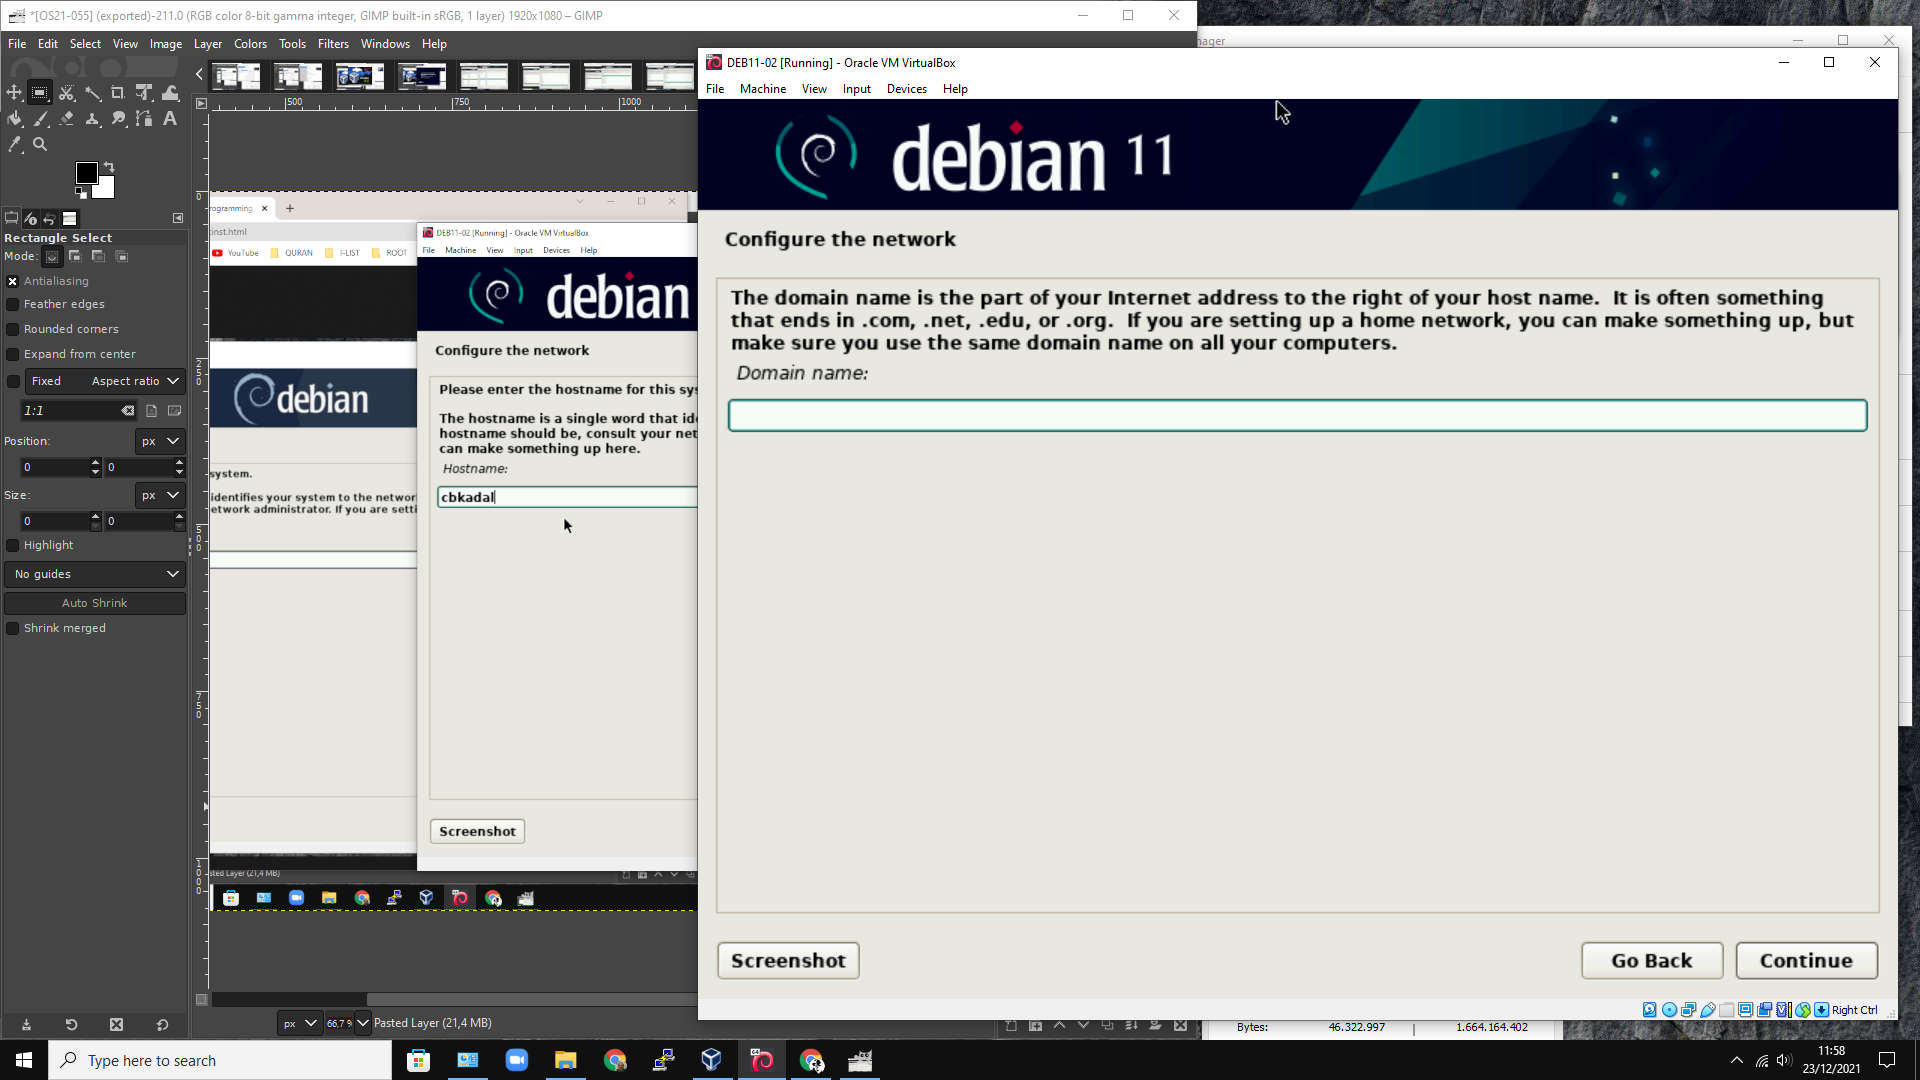 *[OS21-055] (exported)-211.0 (RGB color 8-bit gamma integer, GIMP built-in sRGB, 1 layer) 1920x1080 – GIMP
File Edit Select View Image Layer Colors Tools Filters Windows Help
nager
DEB11-02 [Running] - Oracle VM VirtualBox
File Machine View Input Devices Help
500 750 1000
debian 11
Configure the network
The domain name is the part of your Internet address to the right of your host name. It is often something
that ends in .com, .net, .edu, or .org. If you are setting up a home network, you can make something up, but
make sure you use the same domain name on all your computers.
Domain name:
Screenshot
Go Back
Continue
Right Ctrl
Rectangle Select
Mode:
Antialiasing
Feather edges
Rounded corners
Expand from center
Fixed Aspect ratio
1:1
Position: px
0 0
Size: px
0 0
Highlight
No guides
Auto Shrink
Shrink merged
0
250
500
750
1000
rogramming
inst.html
YouTube QURAN I-LIST ROOT
debian
system.
identifies your system to the networ
etwork administrator. If you are setti
DEB11-02 [Running] - Oracle VM VirtualBox
File Machine View Input Devices Help
debian
Configure the network
Please enter the hostname for this sys
The hostname is a single word that ide
hostname should be, consult your net
can make something up here.
Hostname:
cbkadal
Screenshot
sted Layer (21,4 MB)
px 66,7 % Pasted Layer (21,4 MB)
Bytes: 46.322.997 | 1.664.164.402
Type here to search
11:58
23/12/2021